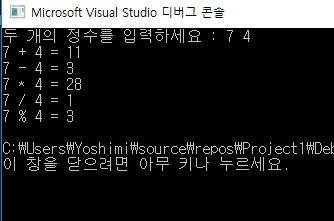 Microsoft Visual Studio 디버그 콘솔
두 개의 정수를 입력하세요 : 7 4
7 + 4 = 11
7 - 4 = 3
7 * 4 = 28
7 / 4 = 1
7 % 4 = 3
C:₩Users₩Yoshimi₩source₩repos₩Project1₩Deb
이 창을 닫으려면 아무 키나 누르세요.